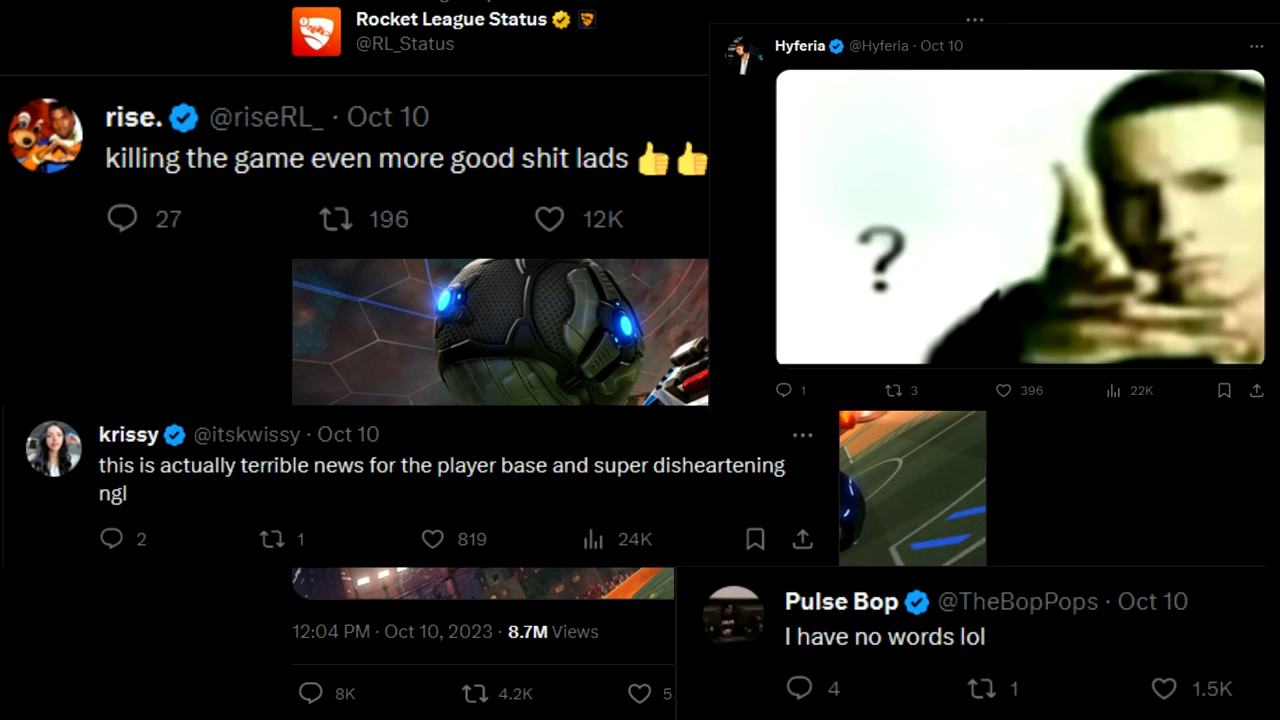 Rocket League Status
@RL_Status
rise. @riseRL_ · Oct 10
killing the game even more good shit lads 👍👍
27 196 12K
Hyferia @Hyferia · Oct 10
?
1 3 396 22K
krissy @itskwissy · Oct 10
this is actually terrible news for the player base and super disheartening
ngl
2 1 819 24K
12:04 PM · Oct 10, 2023 · 8.7M Views
8K 4.2K 5.
Pulse Bop @TheBopPops · Oct 10
I have no words lol
4 1 1.5K